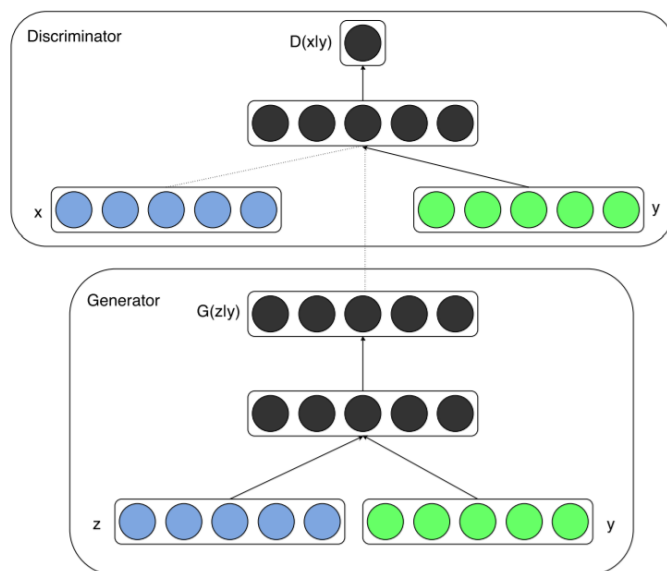 Discriminator
D(x|y)
x
y
Generator
G(z|y)
z
y